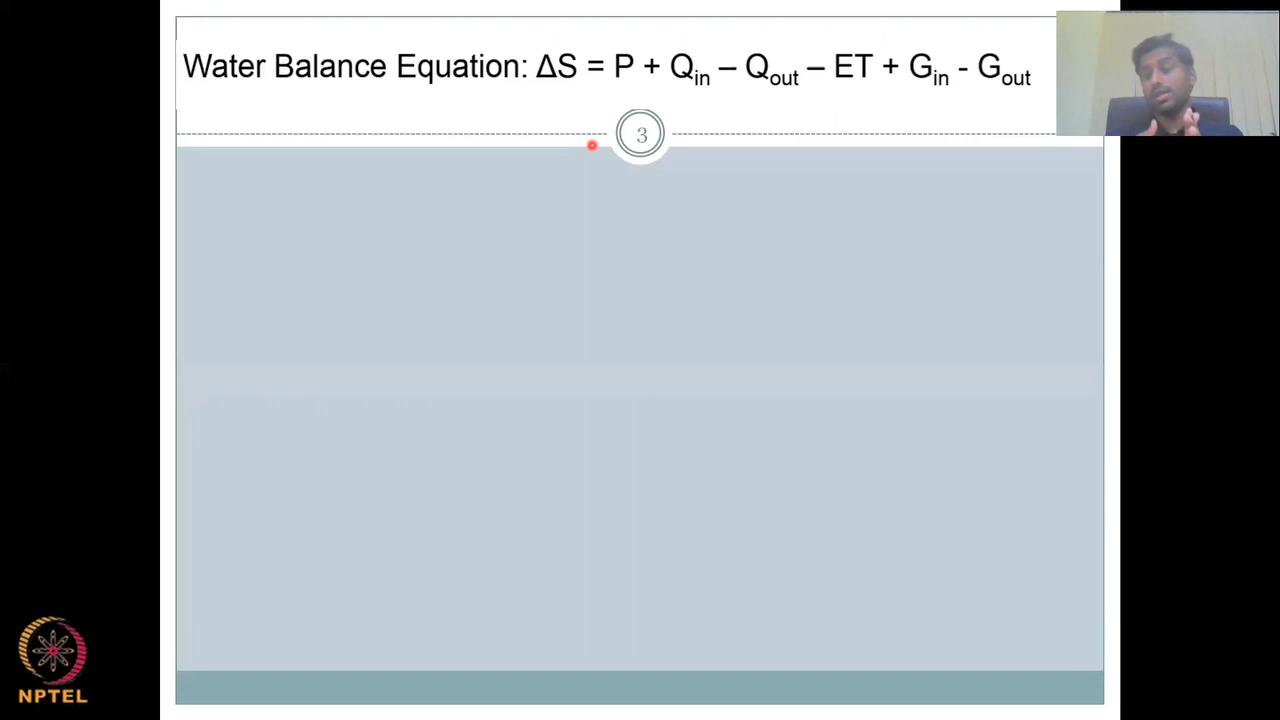 Water Balance Equation: ΔS = P + Qin – Qout – ET + Gin - Gout
3
NPTEL